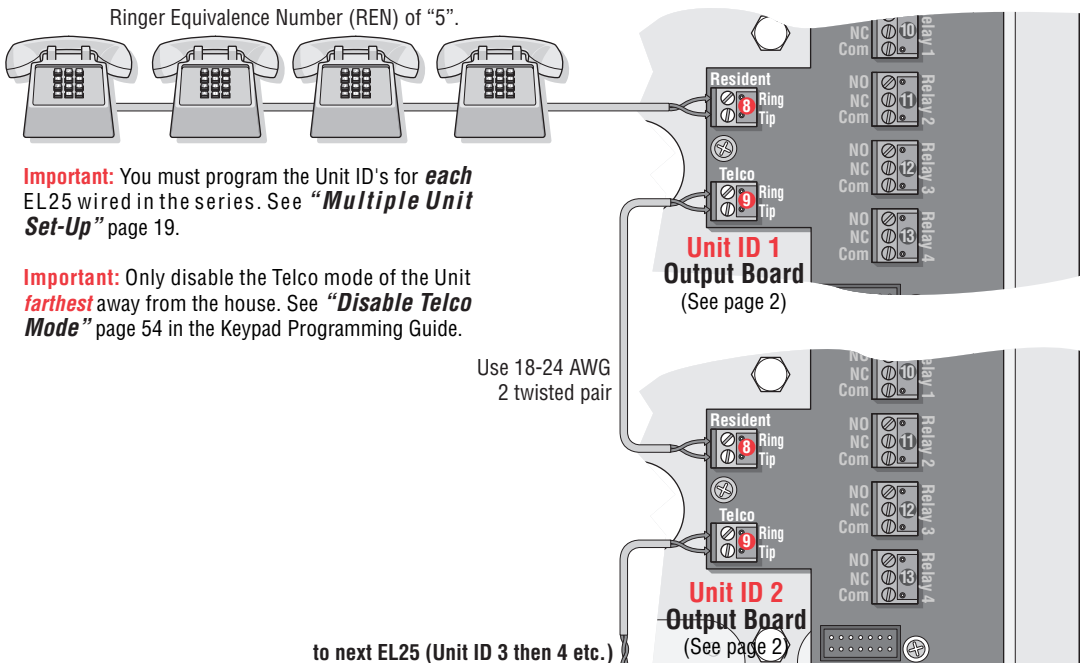 Ringer Equivalence Number (REN) of “5”.
NC 10
Com
Relay 1
Resident
8 Ring
Tip
NO
NC 11
Com
Relay 2
Telco
9 Ring
Tip
NO
NC 12
Com
Relay 3
NO
NC 13
Com
Relay 4
Important: You must program the Unit ID's for each
EL25 wired in the series. See “Multiple Unit
Set-Up” page 19.
Important: Only disable the Telco mode of the Unit
farthest away from the house. See “Disable Telco
Mode” page 54 in the Keypad Programming Guide.
Unit ID 1
Output Board
(See page 2)
Use 18-24 AWG
2 twisted pair
NC 10
Com
Relay 1
Resident
8 Ring
Tip
NO
NC 11
Com
Relay 2
Telco
9 Ring
Tip
NO
NC 12
Com
Relay 3
NO
NC 13
Com
Relay 4
Unit ID 2
Output Board
(See page 2)
to next EL25 (Unit ID 3 then 4 etc.)